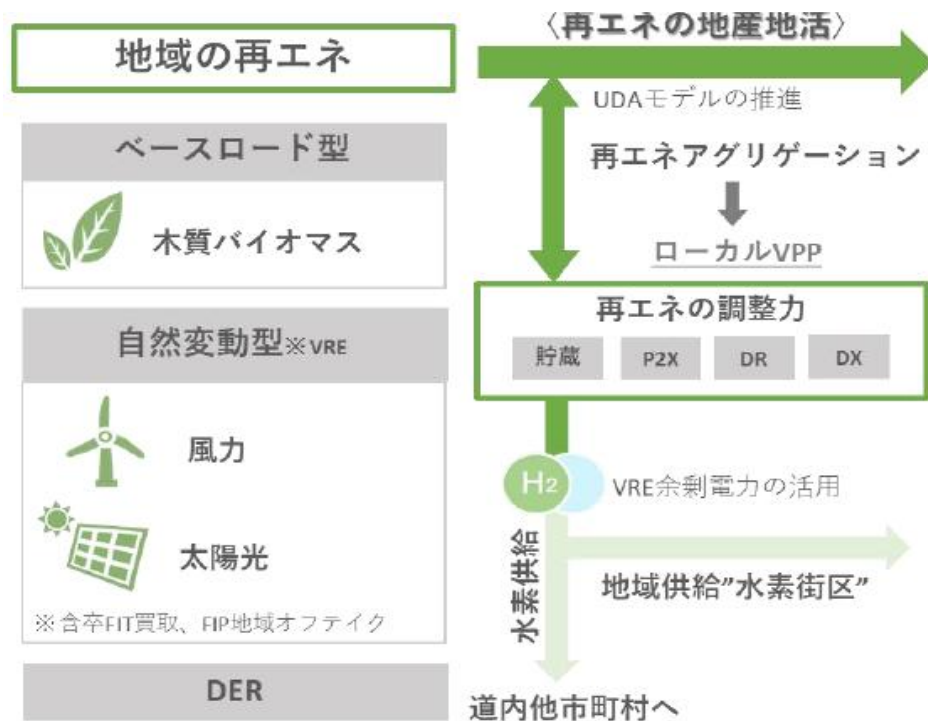 地域の再エネ
ベースロード型
木質バイオマス
自然変動型※VRE
風力
太陽光
※含卒FIT買取、FIP地域オフテイク
DER
〈再エネの地産地活〉
UDAモデルの推進
再エネアグリゲーション
ローカルVPP
再エネの調整力
貯蔵 P2X DR DX
H2
VRE余剰電力の活用
水素供給
地域供給”水素街区”
道内他市町村へ